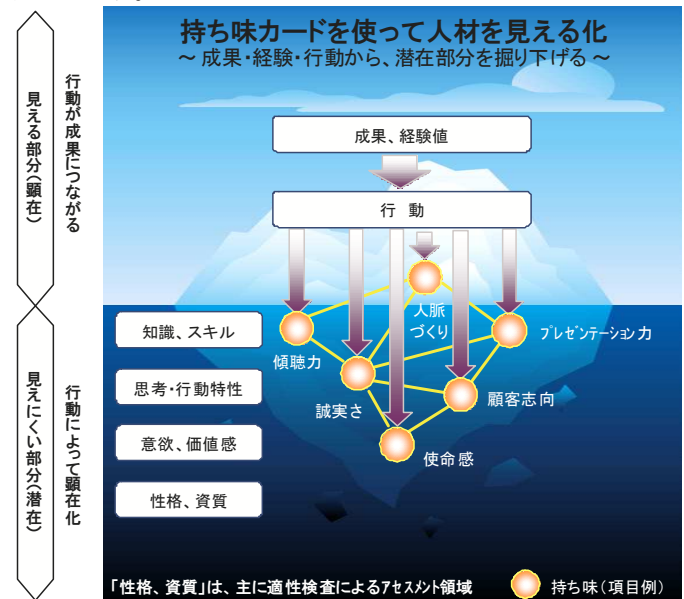 持ち味カードを使って人材を見える化
～ 成果・経験・行動から、潜在部分を掘り下げる ～
見える部分(顕在)
行動が成果につながる
成果、経験値
行 動
人脈
づくり
知識、スキル
傾聴力
プレゼンテーション力
思考・行動特性
誠実さ
顧客志向
見えにくい部分(潜在)
行動によって顕在化
意欲、価値感
使命感
性格、資質
「性格、資質」は、主に適性検査によるアセスメント領域
持ち味(項目例)